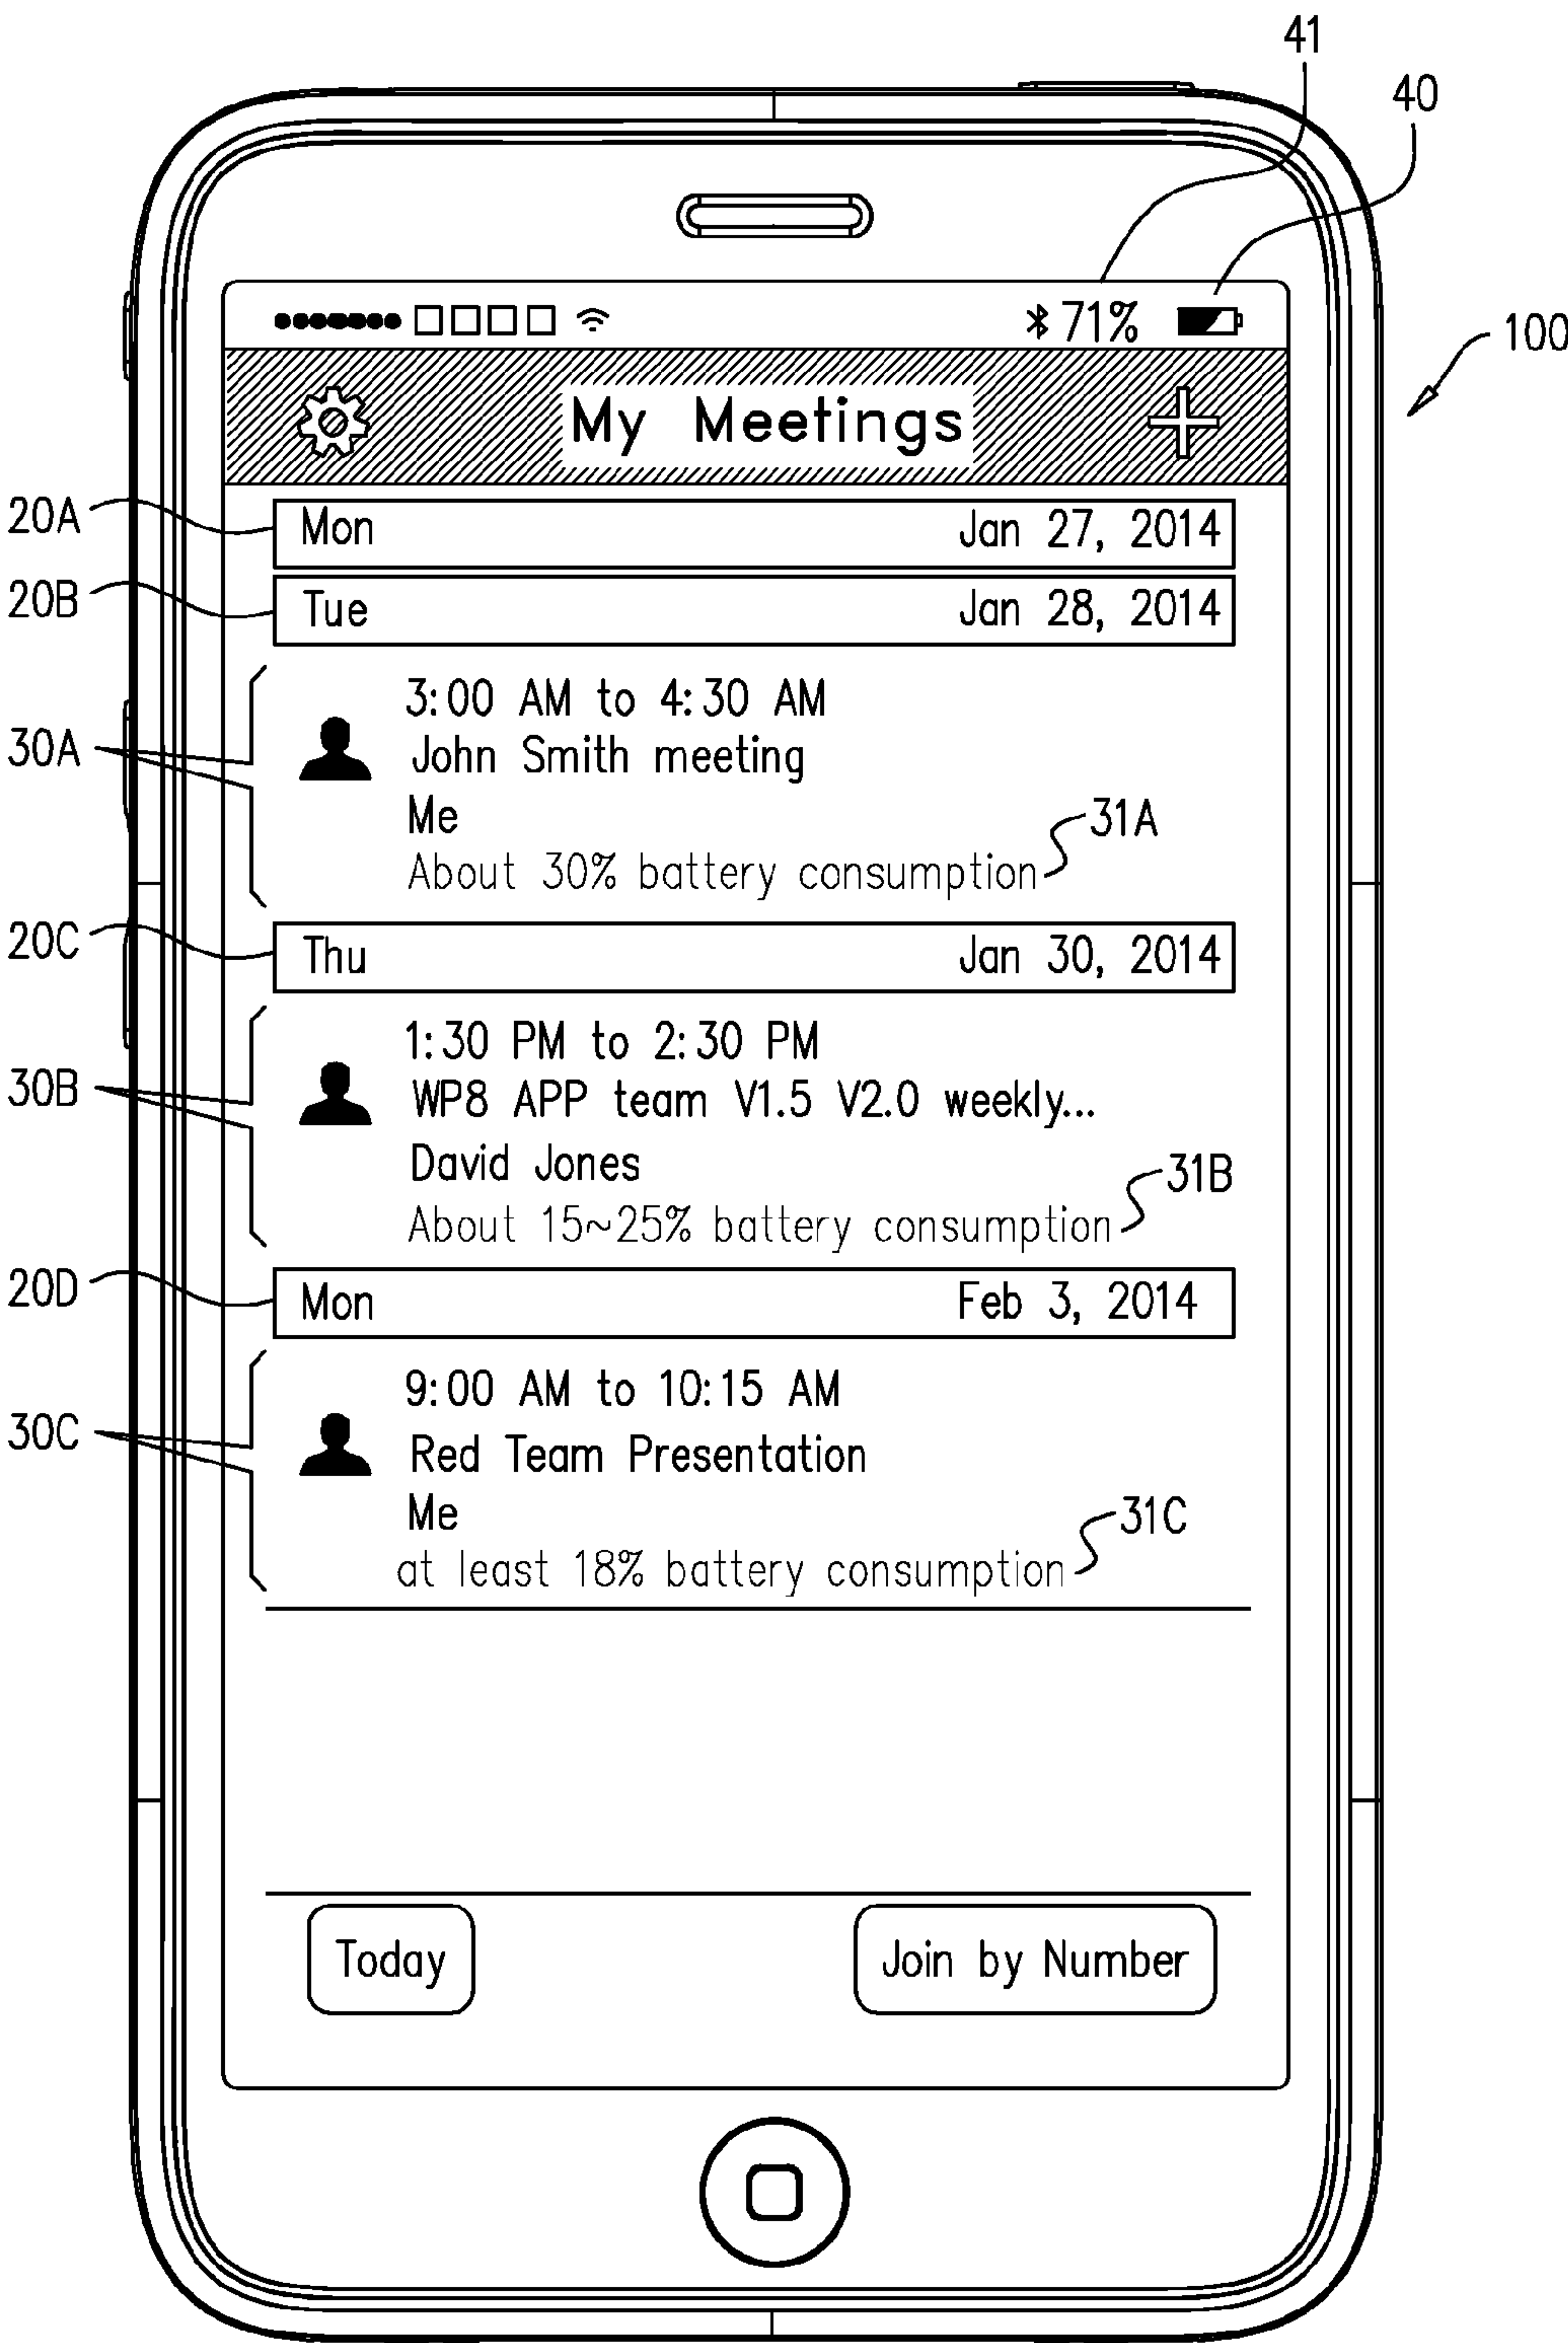 41
40
71%
100
My Meetings
20A
Mon Jan 27, 2014
20B
Tue Jan 28, 2014
30A
3:00 AM to 4:30 AM
John Smith meeting
Me
31A
About 30% battery consumption
20C
Thu Jan 30, 2014
30B
1:30 PM to 2:30 PM
WP8 APP team V1.5 V2.0 weekly...
David Jones
31B
About 15~25% battery consumption
20D
Mon Feb 3, 2014
30C
9:00 AM to 10:15 AM
Red Team Presentation
Me
31C
at least 18% battery consumption
Today Join by Number